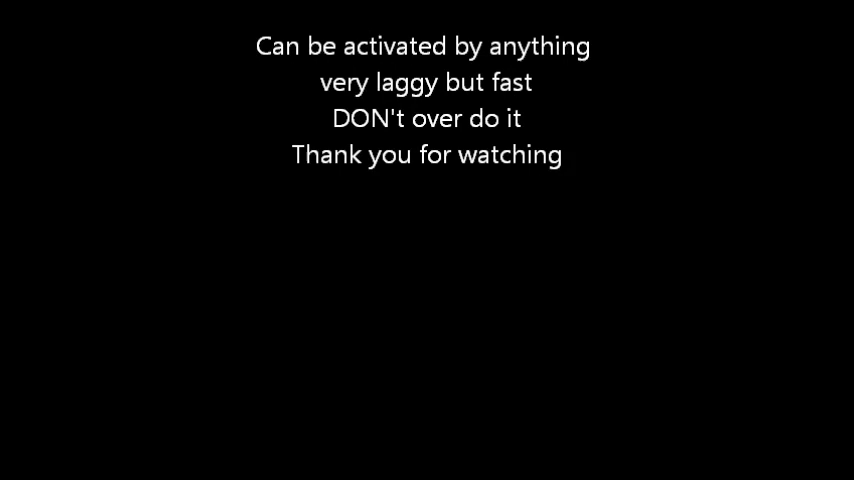 Can be activated by anything
very laggy but fast
DON't over do it
Thank you for watching